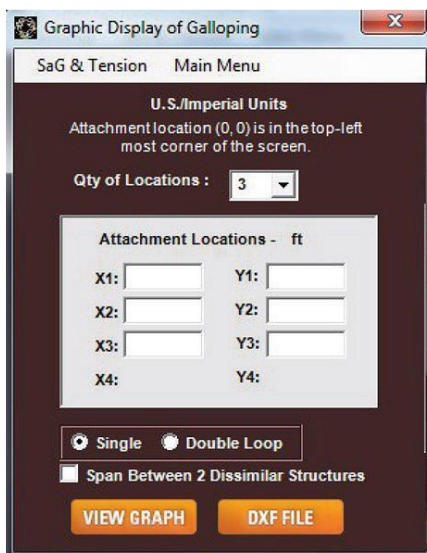 Graphic Display of Galloping
SaG & Tension Main Menu
U.S./Imperial Units
Attachment location (0, 0) is in the top-left
most corner of the screen.
Qty of Locations : 3
Attachment Locations - ft
X1: Y1:
X2: Y2:
X3: Y3:
X4: Y4:
Single Double Loop
Span Between 2 Dissimilar Structures
VIEW GRAPH DXF FILE